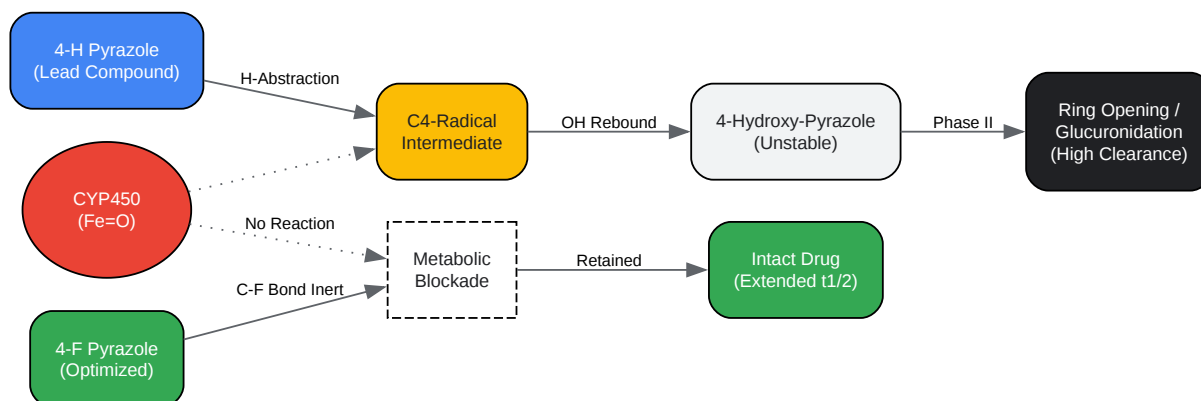 4-H Pyrazole
(Lead Compound)
H-Abstraction
C4-Radical
Intermediate
OH Rebound
4-Hydroxy-Pyrazole
(Unstable)
Phase II
Ring Opening /
Glucuronidation
(High Clearance)
CYP450
(Fe=O)
No Reaction
Metabolic
Blockade
Retained
Intact Drug
(Extended t1/2)
C-F Bond Inert
4-F Pyrazole
(Optimized)